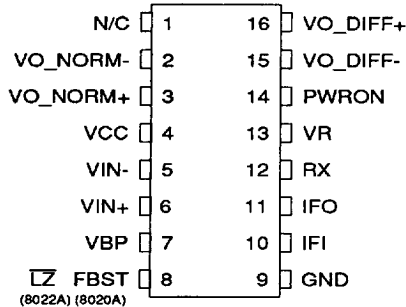 N/C 1 16 VO_DIFF+
VO_NORM- 2 15 VO_DIFF-
VO_NORM+ 3 14 PWRON
VCC 4 13 VR
VIN- 5 12 RX
VIN+ 6 11 IFO
VBP 7 10 IFI
L̅Z̅ FBST 8 9 GND
(8022A) (8020A)